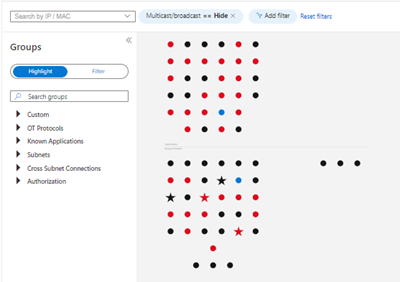 Search by IP / MAC
Multicast/broadcast == Hide ×
Add filter
Reset filters
Groups
Highlight
Filter
Search groups
Custom
OT Protocols
Known Applications
Subnets
Cross Subnet Connections
Authorization